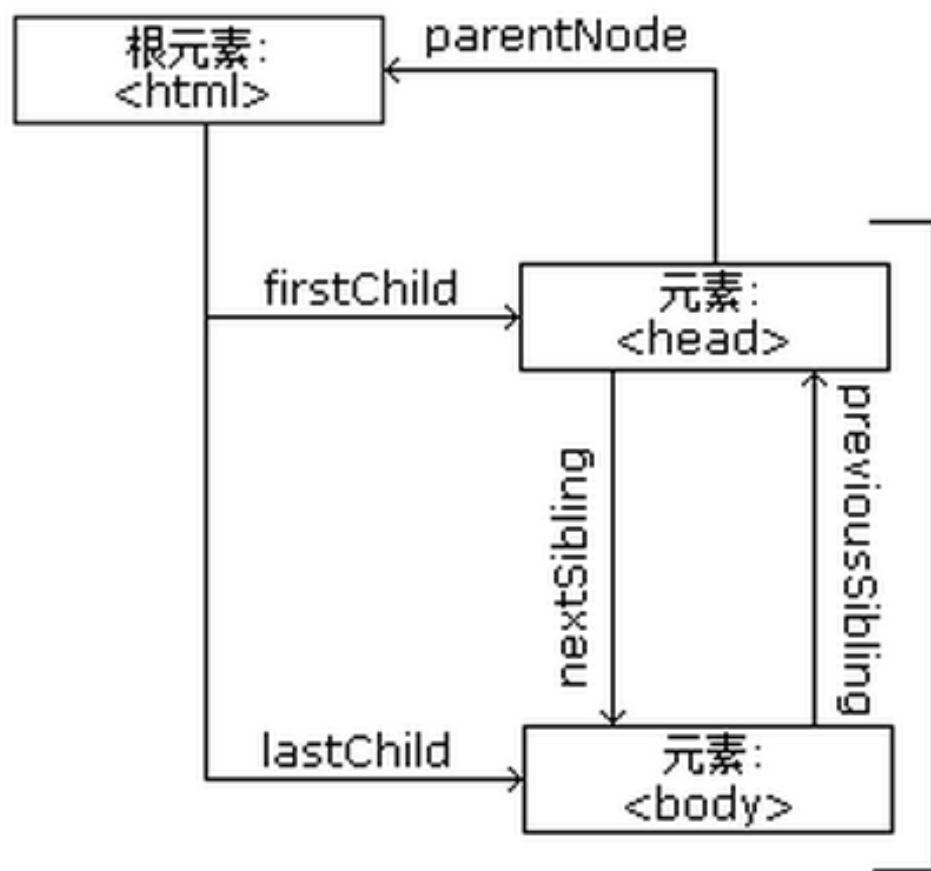 根元素:
<html>
parentNode
firstChild
元素:
<head>
nextSibling
previousSibling
lastChild
元素:
<body>